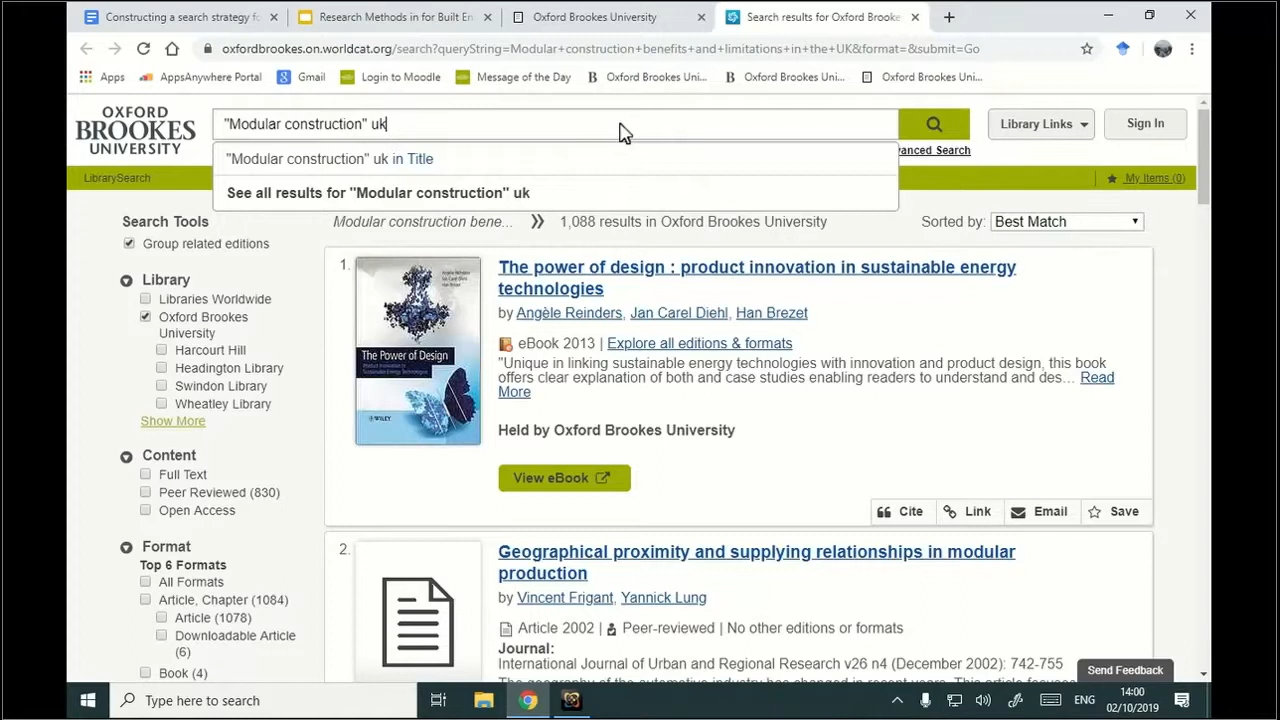 Constructing a search strategy fo
Research Methods in for Built En
Oxford Brookes University
Search results for Oxford Brooke
oxfordbrookes.on.worldcat.org/search?queryString=Modular+construction+benefits+and+limitations+in+the+UK&format=&submit=Go
Apps
AppsAnywhere Portal
Gmail
Login to Moodle
Message of the Day
Oxford Brookes Uni...
Oxford Brookes Uni...
Oxford Brookes Uni...
OXFORD
BROOKES
UNIVERSITY
"Modular construction" uk
Library Links
Sign In
"Modular construction" uk in Title
vanced Search
See all results for "Modular construction" uk
LibrarySearch
My Items (0)
Search Tools
Modular construction bene...
1,088 results in Oxford Brookes University
Sorted by:
Best Match
Group related editions
Library
Libraries Worldwide
Oxford Brookes
University
Harcourt Hill
Headington Library
Swindon Library
Wheatley Library
Show More
Content
Full Text
Peer Reviewed (830)
Open Access
Format
Top 6 Formats
All Formats
Article, Chapter (1084)
Article (1078)
Downloadable Article
(6)
Book (4)
1.
The Power of Design
WILEY
The power of design : product innovation in sustainable energy
technologies
by Angèle Reinders, Jan Carel Diehl, Han Brezet
eBook 2013 | Explore all editions & formats
"Unique in linking sustainable energy technologies with innovation and product design, this book
offers clear explanation of both and case studies enabling readers to understand and des... Read
More
Held by Oxford Brookes University
View eBook
Cite
Link
Email
Save
2.
Geographical proximity and supplying relationships in modular
production
by Vincent Frigant, Yannick Lung
Article 2002 | Peer-reviewed | No other editions or formats
Journal:
International Journal of Urban and Regional Research v26 n4 (December 2002): 742-755
Send Feedback
Type here to search
ENG
14:00
02/10/2019